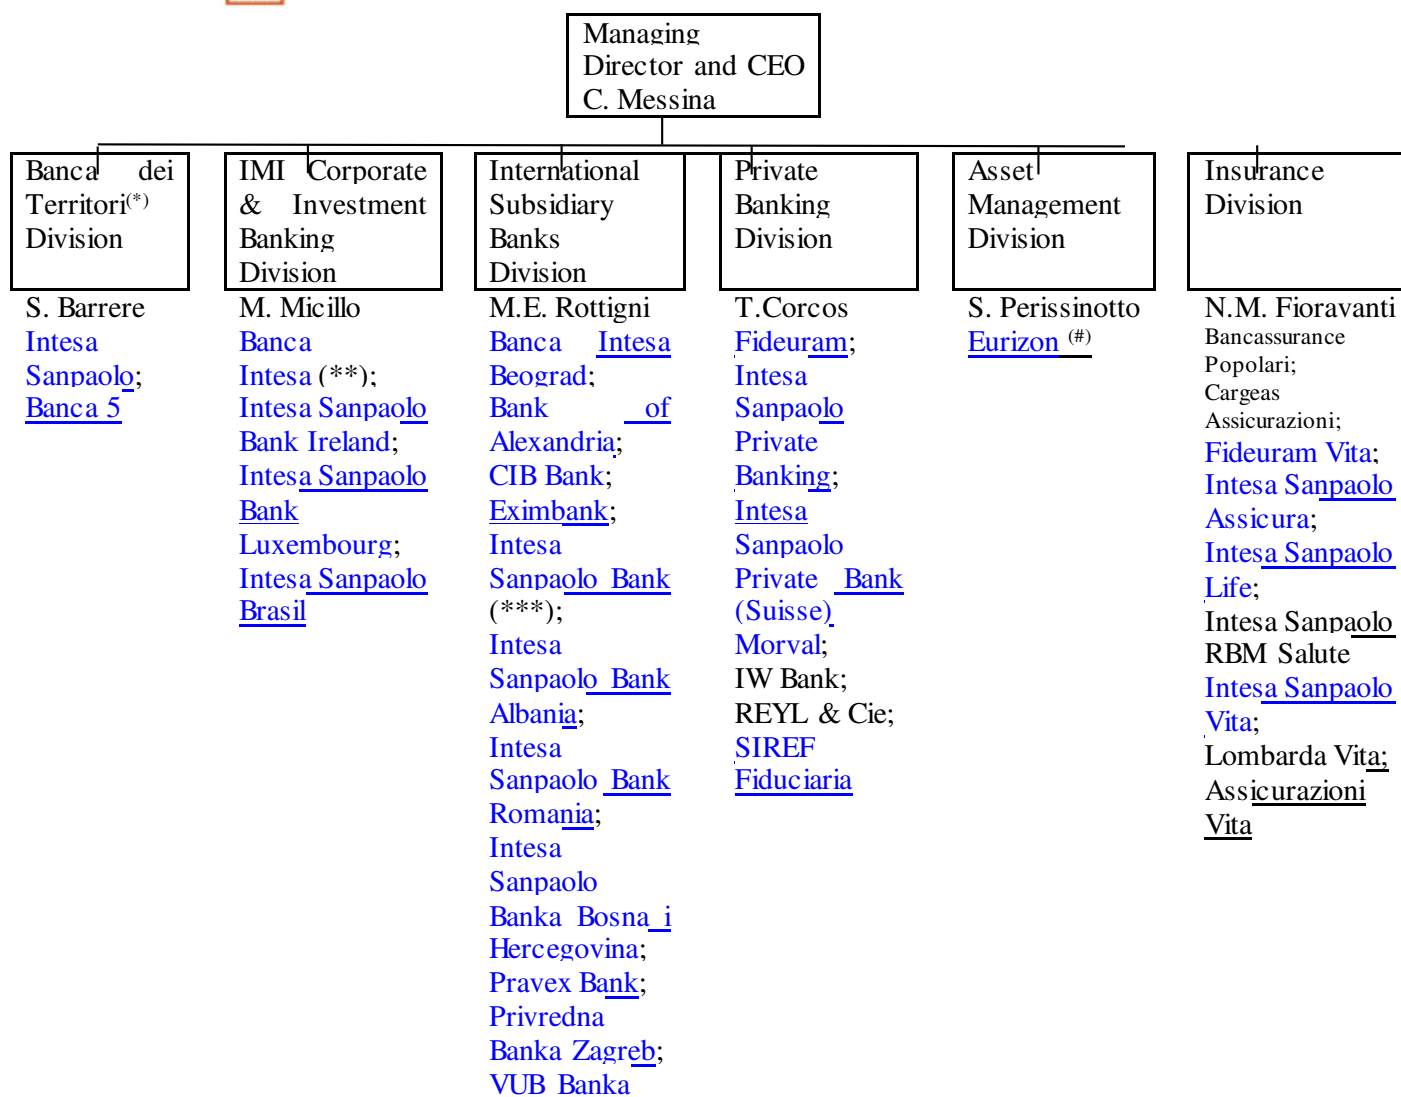 Managing
Director and CEO
C. Messina
Banca dei
Territori(*)
Division
S. Barrere
Intesa
Sanpaolo;
Banca 5
IMI Corporate
& Investment
Banking
Division
M. Micillo
Banca
Intesa (**);
Intesa Sanpaolo
Bank Ireland;
Intesa Sanpaolo
Bank
Luxembourg;
Intesa Sanpaolo
Brasil
International
Subsidiary
Banks
Division
M.E. Rottigni
Banca Intesa
Beograd;
Bank of
Alexandria;
CIB Bank;
Eximbank;
Intesa
Sanpaolo Bank
(***);
Intesa
Sanpaolo Bank
Albania;
Intesa
Sanpaolo Bank
Romania;
Intesa
Sanpaolo
Banka Bosna i
Hercegovina;
Pravex Bank;
Privredna
Banka Zagreb;
VUB Banka
Private
Banking
Division
T.Corcos
Fideuram;
Intesa
Sanpaolo
Private
Banking;
Intesa
Sanpaolo
Private Bank
(Suisse)
Morval;
IW Bank;
REYL & Cie;
SIREF
Fiduciaria
Asset
Management
Division
S. Perissinotto
Eurizon (#)
Insurance
Division
N.M. Fioravanti
Bancassurance
Popolari;
Cargeas
Assicurazioni;
Fideuram Vita;
Intesa Sanpaolo
Assicura;
Intesa Sanpaolo
Life;
Intesa Sanpaolo
RBM Salute
Intesa Sanpaolo
Vita;
Lombarda Vita;
Assicurazioni
Vita